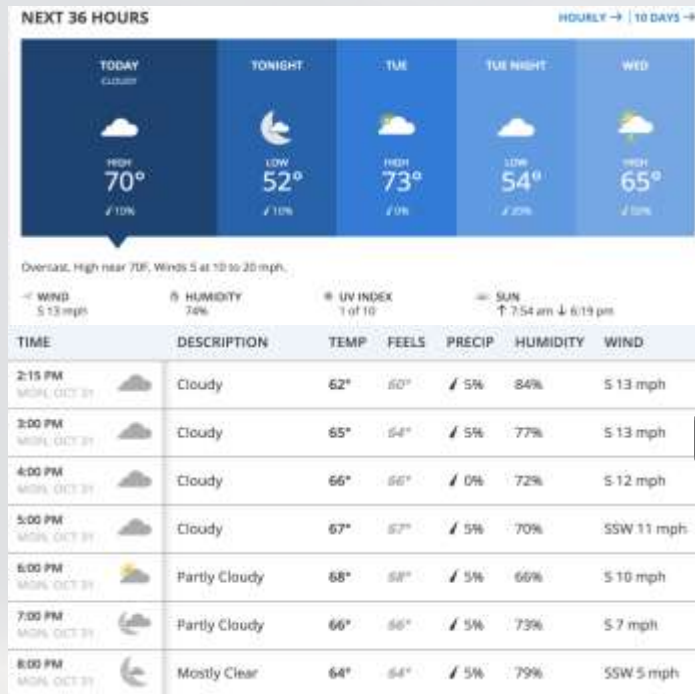 NEXT 36 HOURS
HOURLY → | 10 DAYS →
TODAY TONIGHT TUE TUE NIGHT WED
CLOUDY
HIGH LOW HIGH LOW HIGH
70° 52° 73° 54° 65°
10% 10% 0% 20% 50%
Overcast. High near 70F. Winds S at 10 to 20 mph.
WIND HUMIDITY UV INDEX SUN
S 13 mph 74% 1 of 10 ↑ 7:54 am ↓ 6:19 pm
TIME DESCRIPTION TEMP FEELS PRECIP HUMIDITY WIND
2:15 PM
MON, OCT 31 Cloudy 62° 60° 5% 84% S 13 mph
3:00 PM
MON, OCT 31 Cloudy 65° 64° 5% 77% S 13 mph
4:00 PM
MON, OCT 31 Cloudy 66° 66° 0% 72% S 12 mph
5:00 PM
MON, OCT 31 Cloudy 67° 67° 5% 70% SSW 11 mph
6:00 PM
MON, OCT 31 Partly Cloudy 68° 68° 5% 66% S 10 mph
7:00 PM
MON, OCT 31 Partly Cloudy 66° 66° 5% 73% S 7 mph
8:00 PM
MON, OCT 31 Mostly Clear 64° 64° 5% 79% SSW 5 mph